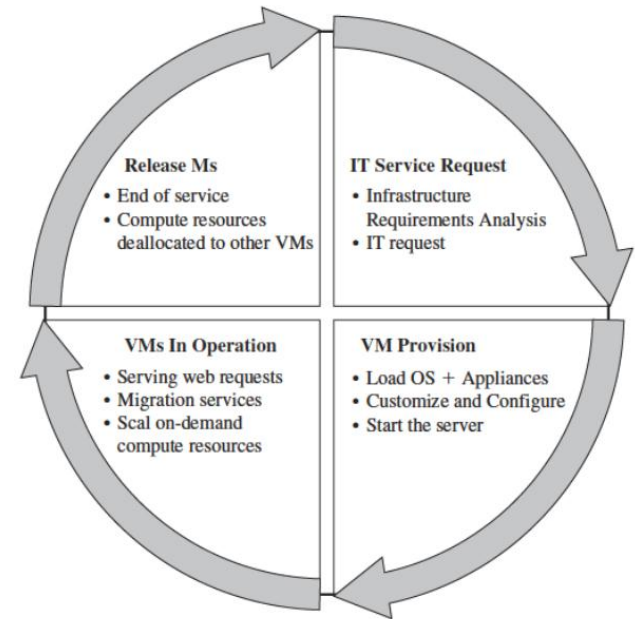 Release Ms
• End of service
• Compute resources
deallocated to other VMs
IT Service Request
• Infrastructure
Requirements Analysis
• IT request
VMs In Operation
• Serving web requests
• Migration services
• Scal on-demand
compute resources
VM Provision
• Load OS + Appliances
• Customize and Configure
• Start the server